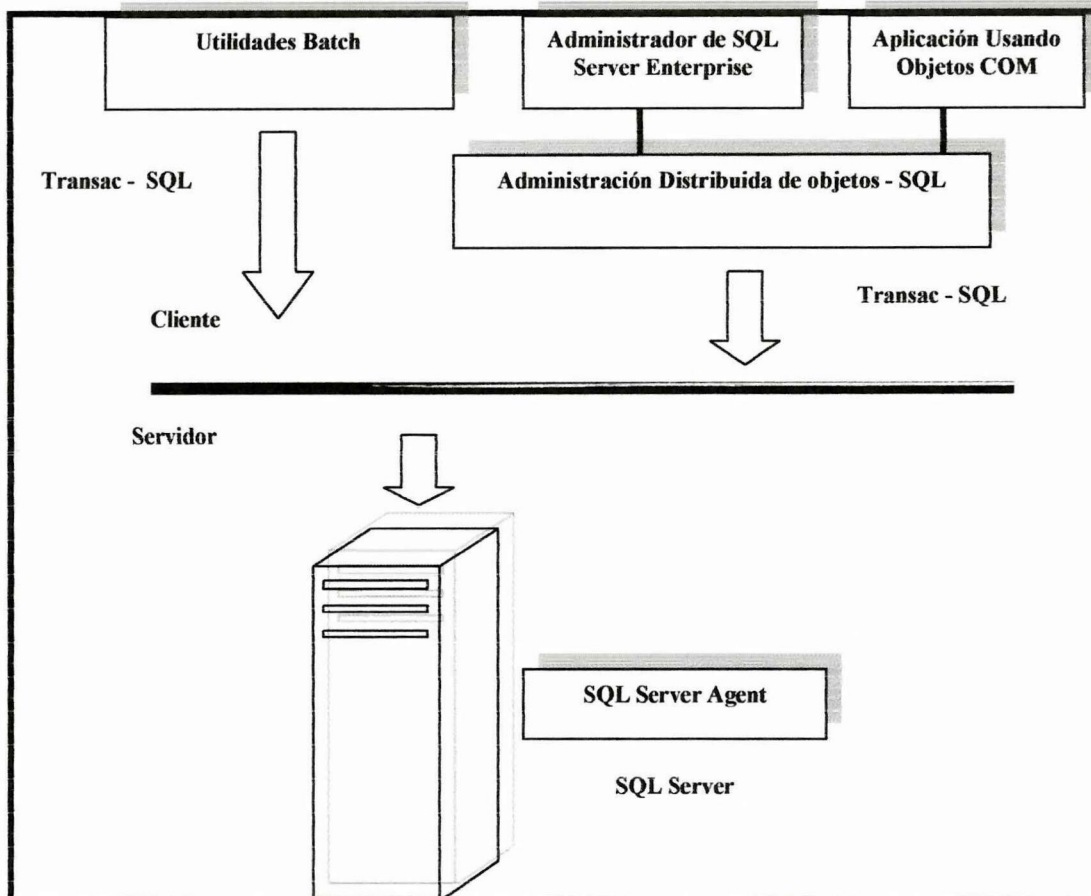 Utilidades Batch
Administrador de SQL
Server Enterprise
Aplicación Usando
Objetos COM
Transac - SQL
Administración Distribuida de objetos - SQL
Transac - SQL
Cliente
Servidor
SQL Server Agent
SQL Server